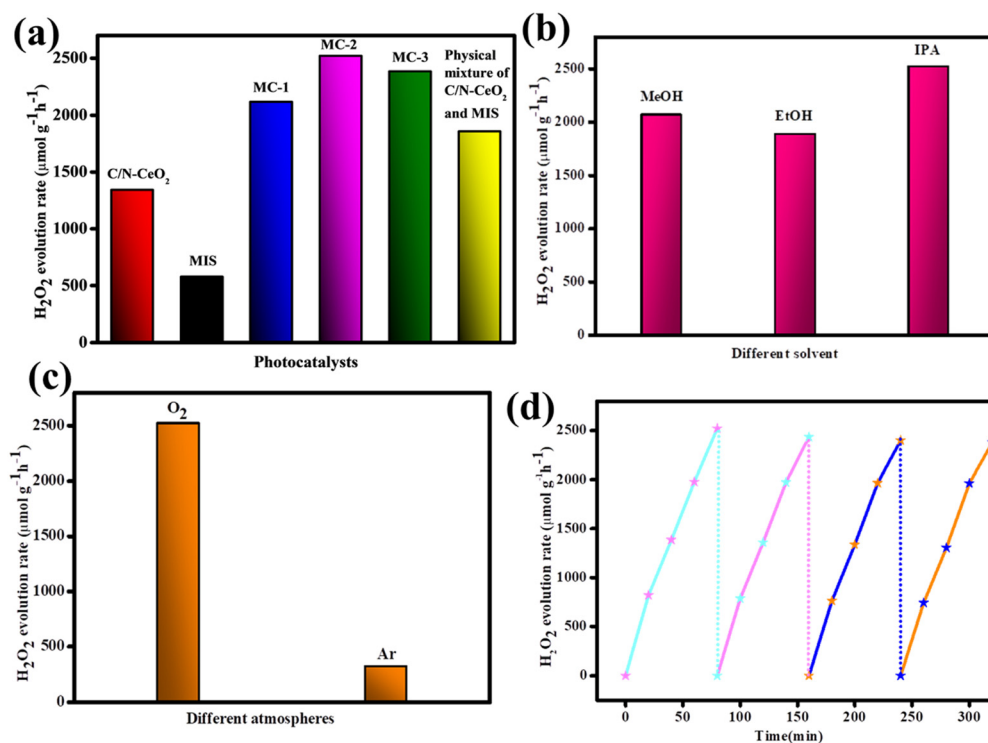 (a)
H₂O₂ evolution rate (μmol g⁻¹h⁻¹)
2500
2000
1500
1000
500
0
C/N-CeO₂
MIS
MC-1
MC-2
MC-3
Physical
mixture of
C/N-CeO₂
and MIS
Photocatalysts
(b)
H₂O₂ evolution rate (μmol g⁻¹h⁻¹)
2500
2000
1500
1000
500
0
MeOH
EtOH
IPA
Different solvent
(c)
H₂O₂ evolution rate (μmol g⁻¹h⁻¹)
2500
2000
1500
1000
500
0
O₂
Ar
Different atmospheres
(d)
H₂O₂ evolution rate (μmol g⁻¹h⁻¹)
2500
2000
1500
1000
500
0
0 50 100 150 200 250 300
Time(min)